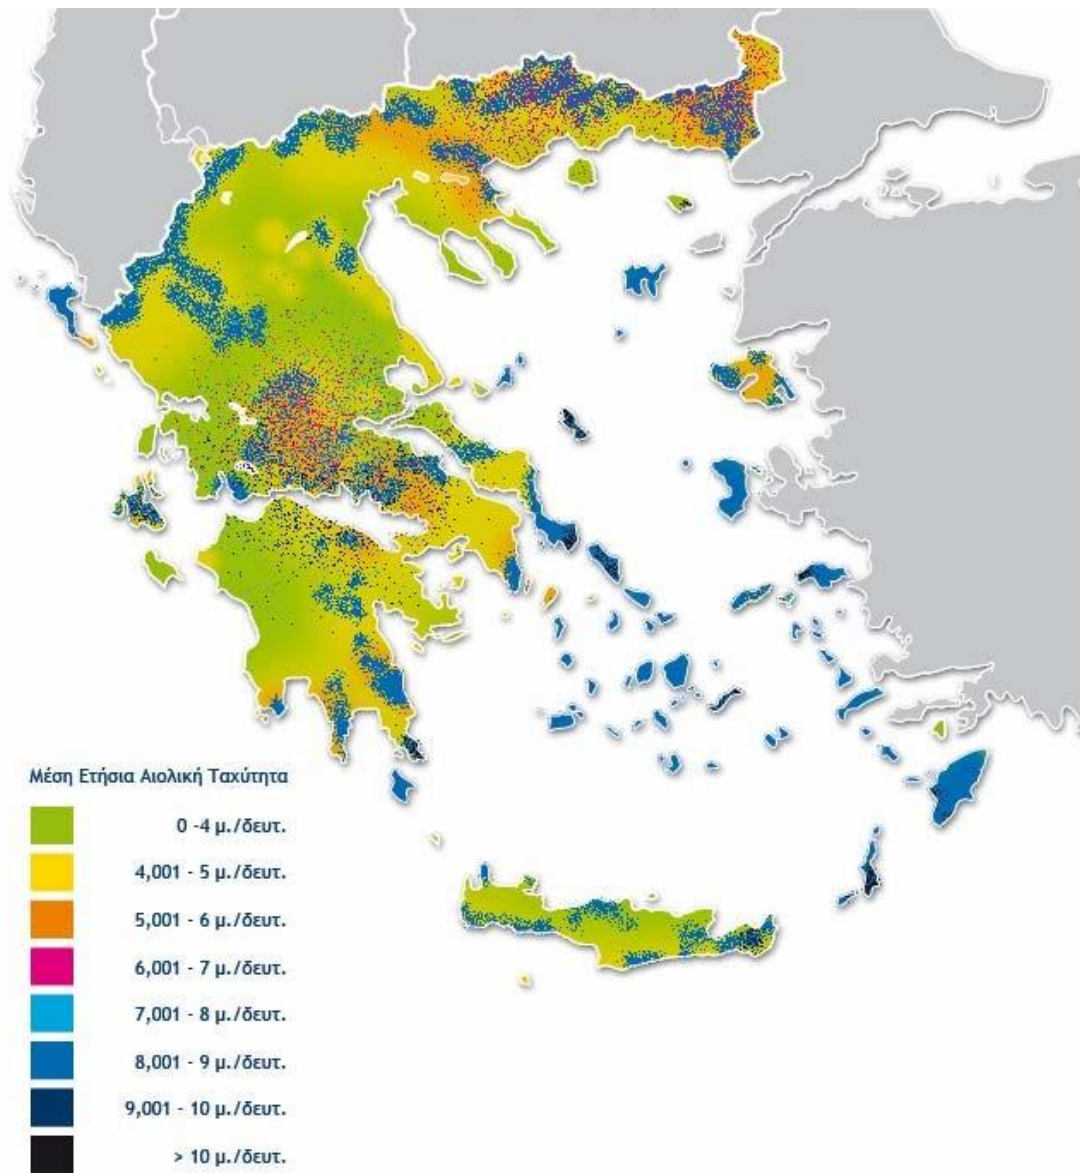 Μέση Ετήσια Αιολική Ταχύτητα
0 -4 μ./δευτ.
4,001 - 5 μ./δευτ.
5,001 - 6 μ./δευτ.
6,001 - 7 μ./δευτ.
7,001 - 8 μ./δευτ.
8,001 - 9 μ./δευτ.
9,001 - 10 μ./δευτ.
> 10 μ./δευτ.